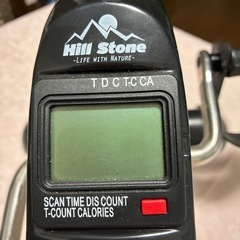 Hill Stone
-LIFE WITH NATURE-
T D C T-C CA
SCAN TIME DIS COUNT
T-COUNT CALORIES